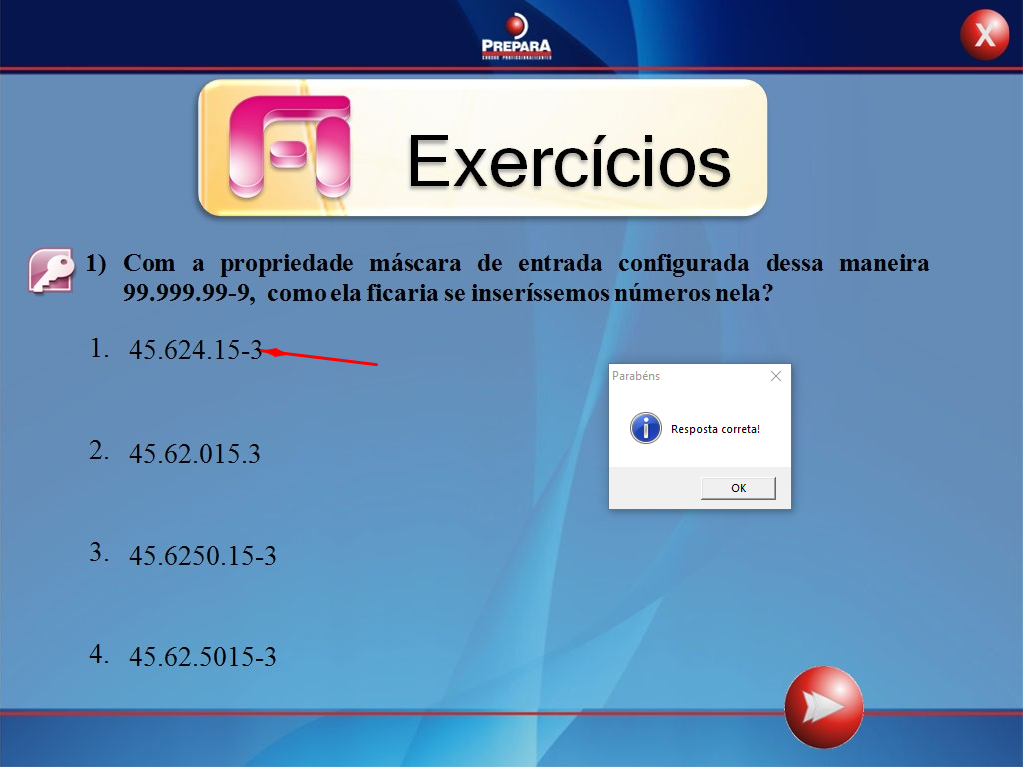 PREPARA
CURSOS PROFISSIONALIZANTES
X
Exercícios
1) Com a propriedade máscara de entrada configurada dessa maneira
99.999.99-9, como ela ficaria se inseríssemos números nela?
1. 45.624.15-3
Parabéns
Resposta correta!
2. 45.62.015.3
OK
3. 45.6250.15-3
4. 45.62.5015-3